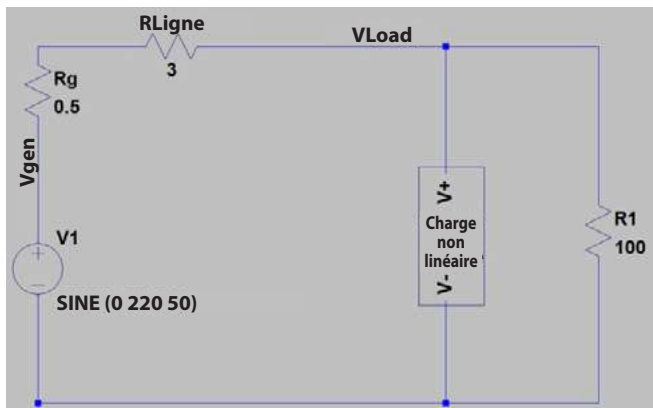 RLigne
3
VLoad
Rg
0.5
Vgen
V1
SINE (0 220 50)
V+
Charge
non
linéaire
V-
R1
100